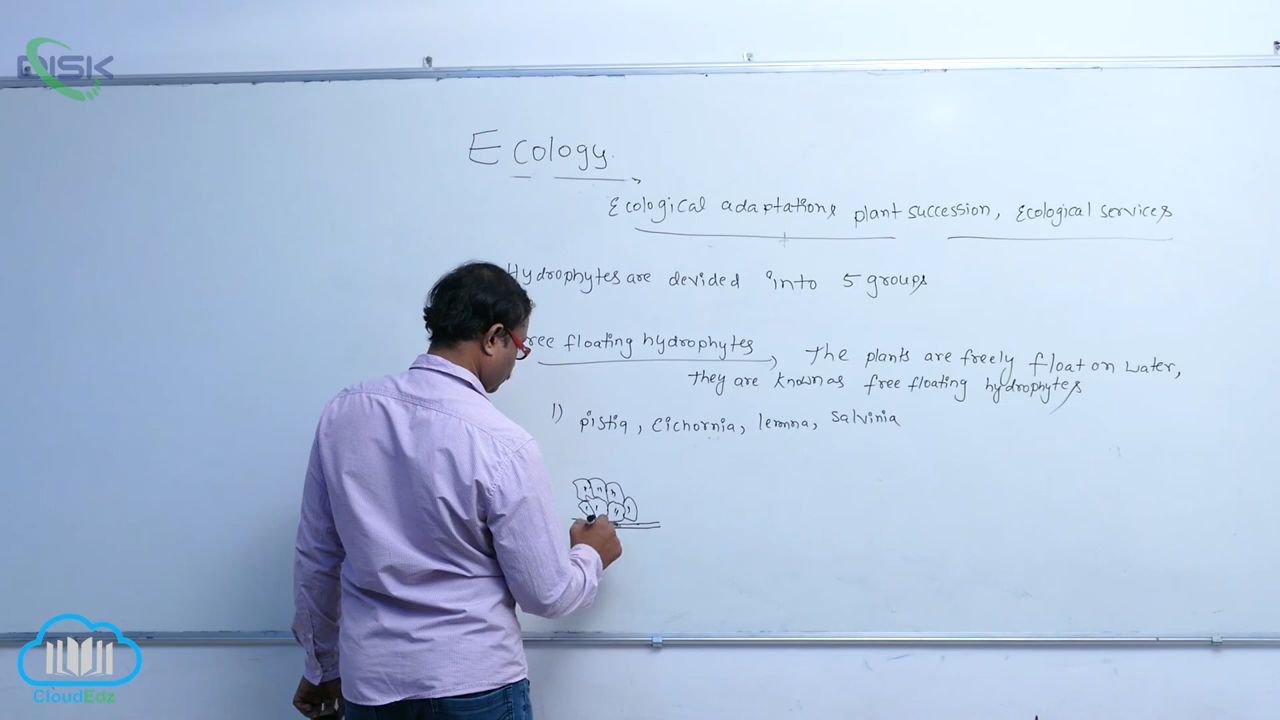 DISK
Ecology.
Ecological adaptations plant succession, Ecological services
Hydrophytes are devided into 5 groups
ree floating hydrophytes
The plants are freely float on water,
they are known as free floating hydrophytes
1) pistia, Eichornia, lemna, salvinia
CloudEdz